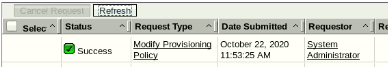 Cancel Request Refresh
Selec ^ Status ^ Request Type ^ Date Submitted ^ Requestor ^ Re
Success Modify Provisioning Policy October 22, 2020 11:53:25 AM System Administrator